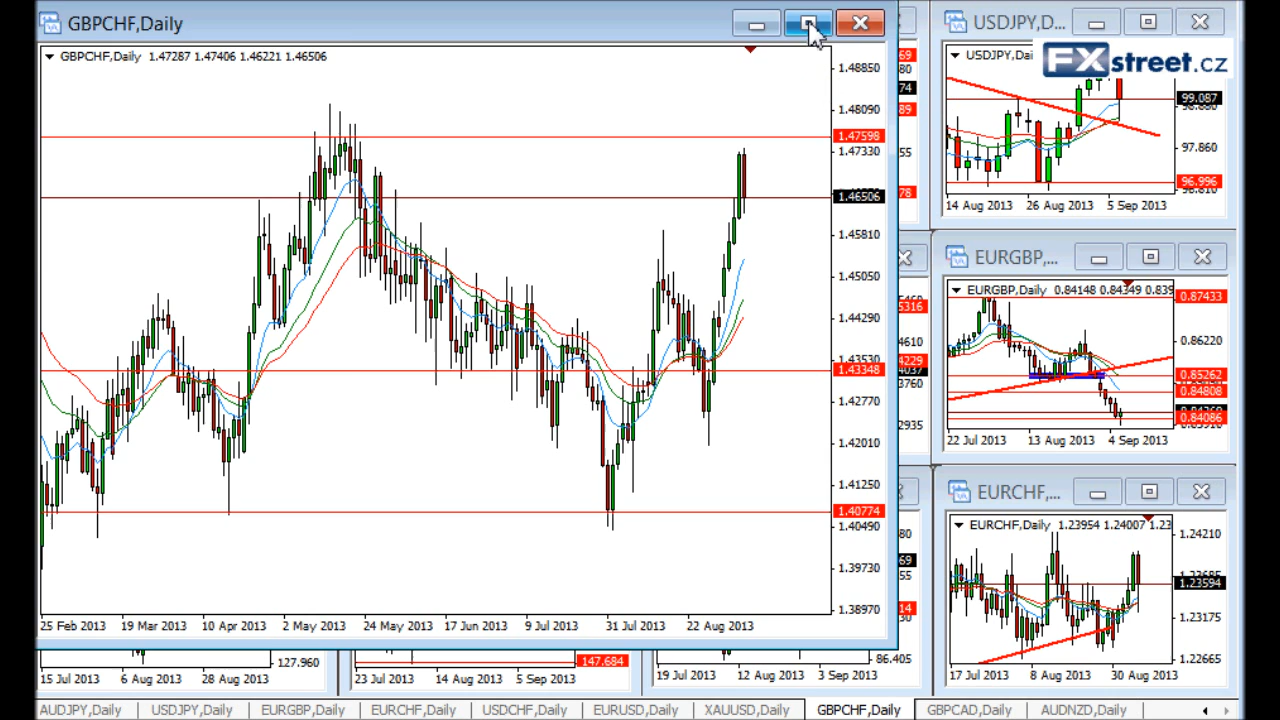 GBPCHF,Daily
GBPCHF,Daily 1.47287 1.47406 1.46221 1.46506
1.48850
1.48090
1.47598
1.47330
1.46506
1.45810
1.45050
1.44290
1.43530
1.43348
1.42770
1.42010
1.41250
1.40774
1.40490
1.39730
1.38970
25 Feb 2013 19 Mar 2013 10 Apr 2013 2 May 2013 24 May 17 Jun 2013 9 Jul 2013 31 Jul 2013 22 Aug 2013
USDJPY,D...
FXstreet.cz
99.087
97.860
96.996
14 Aug 2013 26 Aug 2013 5 Sep 2013
EURGBP,...
EURGBP,Daily 0.84148 0.84349 0.839
0.87433
0.86220
0.85262
0.84808
0.84086
22 Jul 2013 13 Aug 2013 4 Sep 2013
EURCHF,...
EURCHF,Daily 1.23954 1.24007 1.23
1.24210
1.23594
1.23175
1.22665
17 Jul 2013 8 Aug 2013 30 Aug 2013
127.960
15 Jul 2013 6 Aug 2013 28 Aug 2013
147.684
23 Jul 2013 14 Aug 2013 5 Sep 2013
86.405
19 Jul 2013 12 Aug 2013 3 Sep 2013
AUDJPY,Daily USDJPY,Daily EURGBP,Daily EURCHF,Daily USDCHF,Daily EURUSD,Daily XAUUSD,Daily GBPCHF,Daily GBPCAD,Daily AUDNZD,Daily